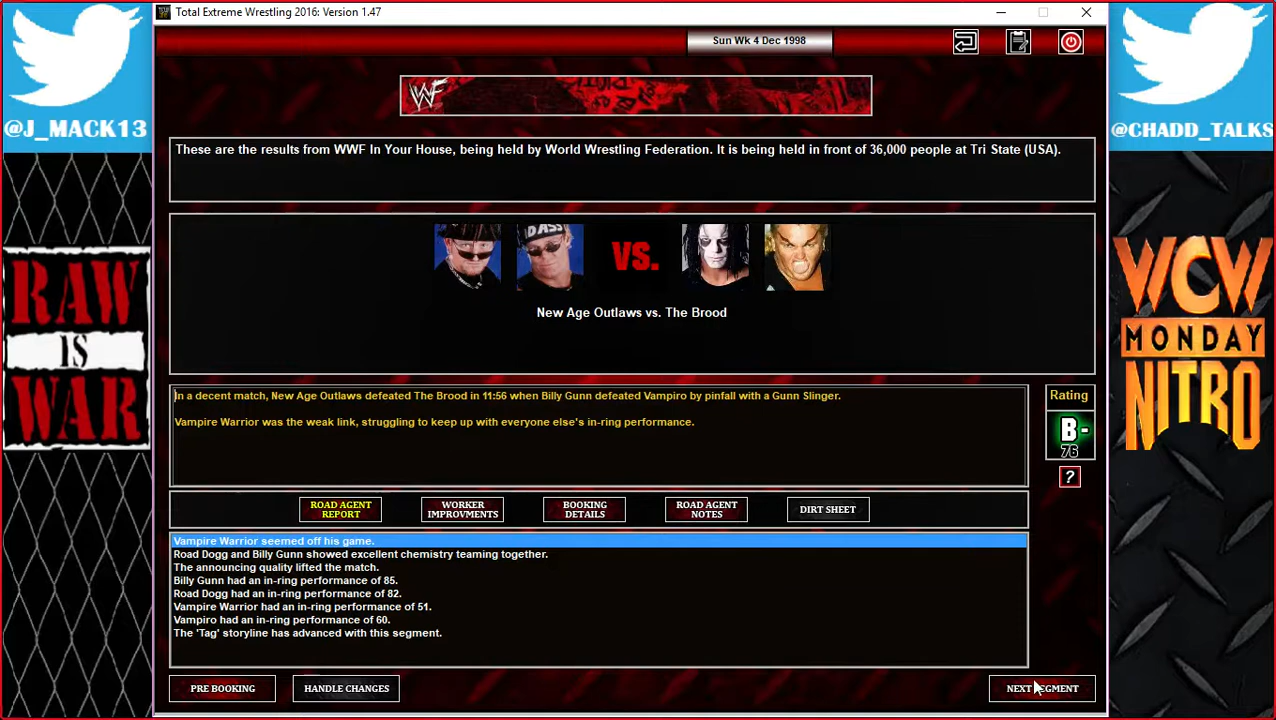 Total Extreme Wrestling 2016: Version 1.47
Sun Wk 4 Dec 1998
@J_MACK13
@CHADD_TALKS
WF
These are the results from WWF In Your House, being held by World Wrestling Federation. It is being held in front of 36,000 people at Tri State (USA).
BASS
VS.
New Age Outlaws vs. The Brood
RAW
IS
WAR
WCW
MONDAY
NITRO
In a decent match, New Age Outlaws defeated The Brood in 11:56 when Billy Gunn defeated Vampiro by pinfall with a Gunn Slinger.
Vampire Warrior was the weak link, struggling to keep up with everyone else's in-ring performance.
Rating
B-
76
?
ROAD AGENT
REPORT
WORKER
IMPROVMENTS
BOOKING
DETAILS
ROAD AGENT
NOTES
DIRT SHEET
Vampire Warrior seemed off his game.
Road Dogg and Billy Gunn showed excellent chemistry teaming together.
The announcing quality lifted the match.
Billy Gunn had an in-ring performance of 85.
Road Dogg had an in-ring performance of 82.
Vampire Warrior had an in-ring performance of 51.
Vampiro had an in-ring performance of 60.
The 'Tag' storyline has advanced with this segment.
PRE BOOKING
HANDLE CHANGES
NEXT SEGMENT